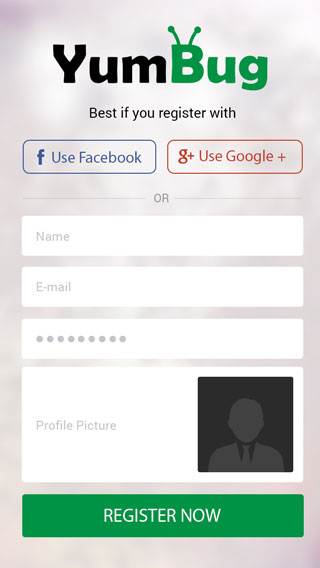 YumBug
Best if you register with
f Use Facebook
g+ Use Google +
OR
Name
E-mail
Profile Picture
REGISTER NOW